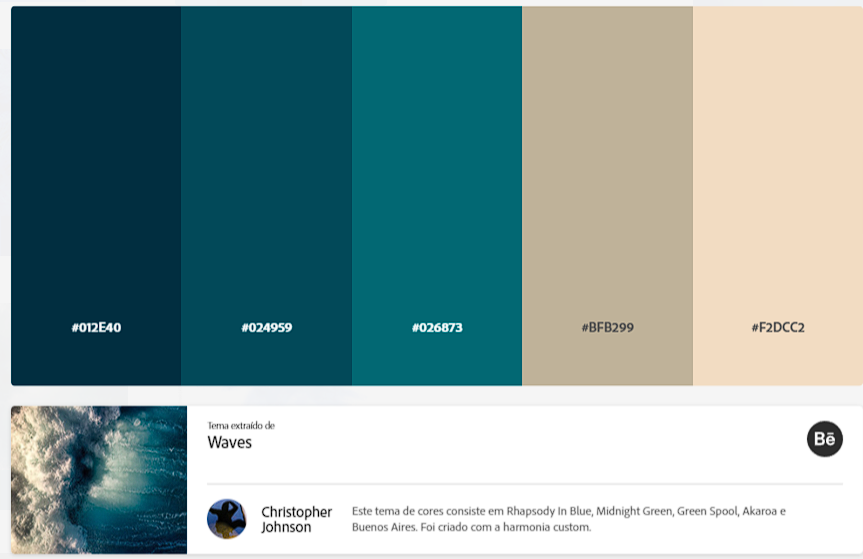 #012E40
#024959
#026873
#BFB299
#F2DCC2
Tema extraído de
Waves
Bē
Christopher
Johnson
Este tema de cores consiste em Rhapsody In Blue, Midnight Green, Green Spool, Akaroa e
Buenos Aires. Foi criado com a harmonia custom.